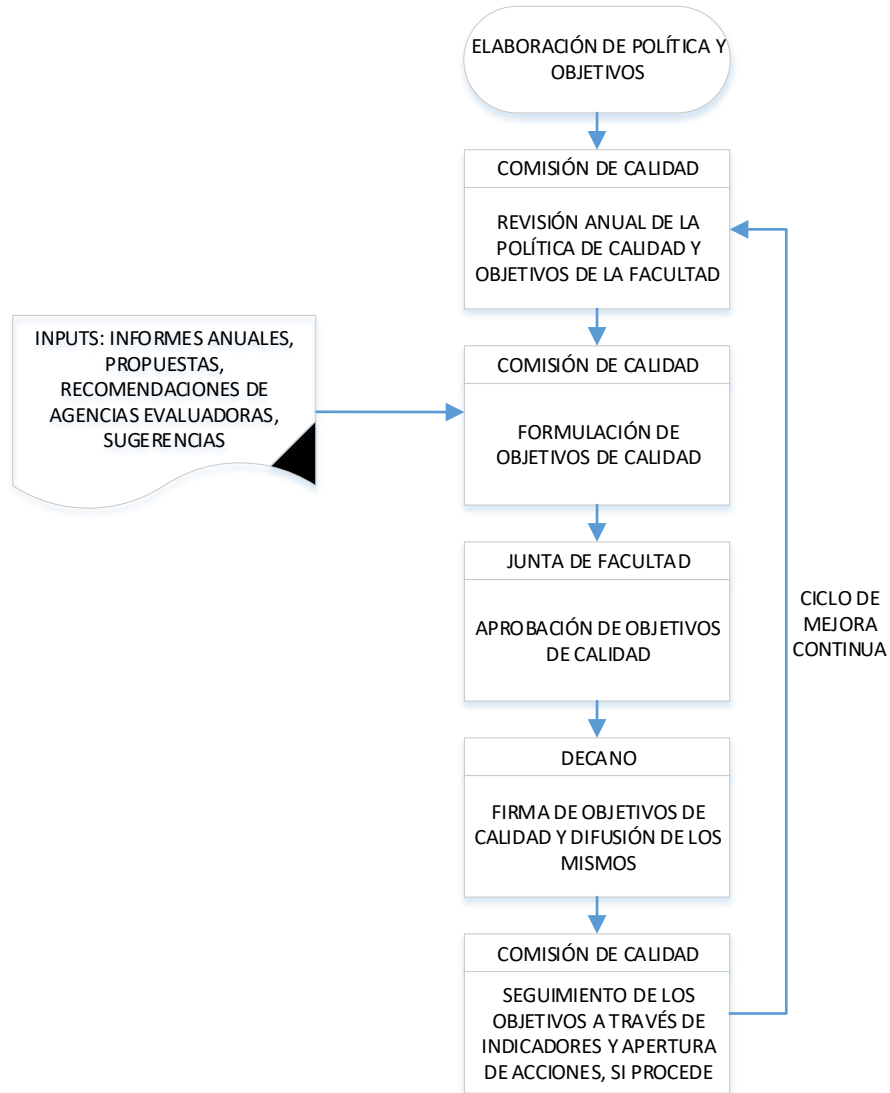 ELABORACIÓN DE POLÍTICA Y
OBJETIVOS
COMISIÓN DE CALIDAD
REVISIÓN ANUAL DE LA
POLÍTICA DE CALIDAD Y
OBJETIVOS DE LA FACULTAD
INPUTS: INFORMES ANUALES,
PROPUESTAS,
RECOMENDACIONES DE
AGENCIAS EVALUADORAS,
SUGERENCIAS
COMISIÓN DE CALIDAD
FORMULACIÓN DE
OBJETIVOS DE CALIDAD
JUNTA DE FACULTAD
APROBACIÓN DE OBJETIVOS
DE CALIDAD
CICLO DE
MEJORA
CONTINUA
DECANO
FIRMA DE OBJETIVOS DE
CALIDAD Y DIFUSIÓN DE LOS
MISMOS
COMISIÓN DE CALIDAD
SEGUIMIENTO DE LOS
OBJETIVOS A TRAVÉS DE
INDICADORES Y APERTURA
DE ACCIONES, SI PROCEDE